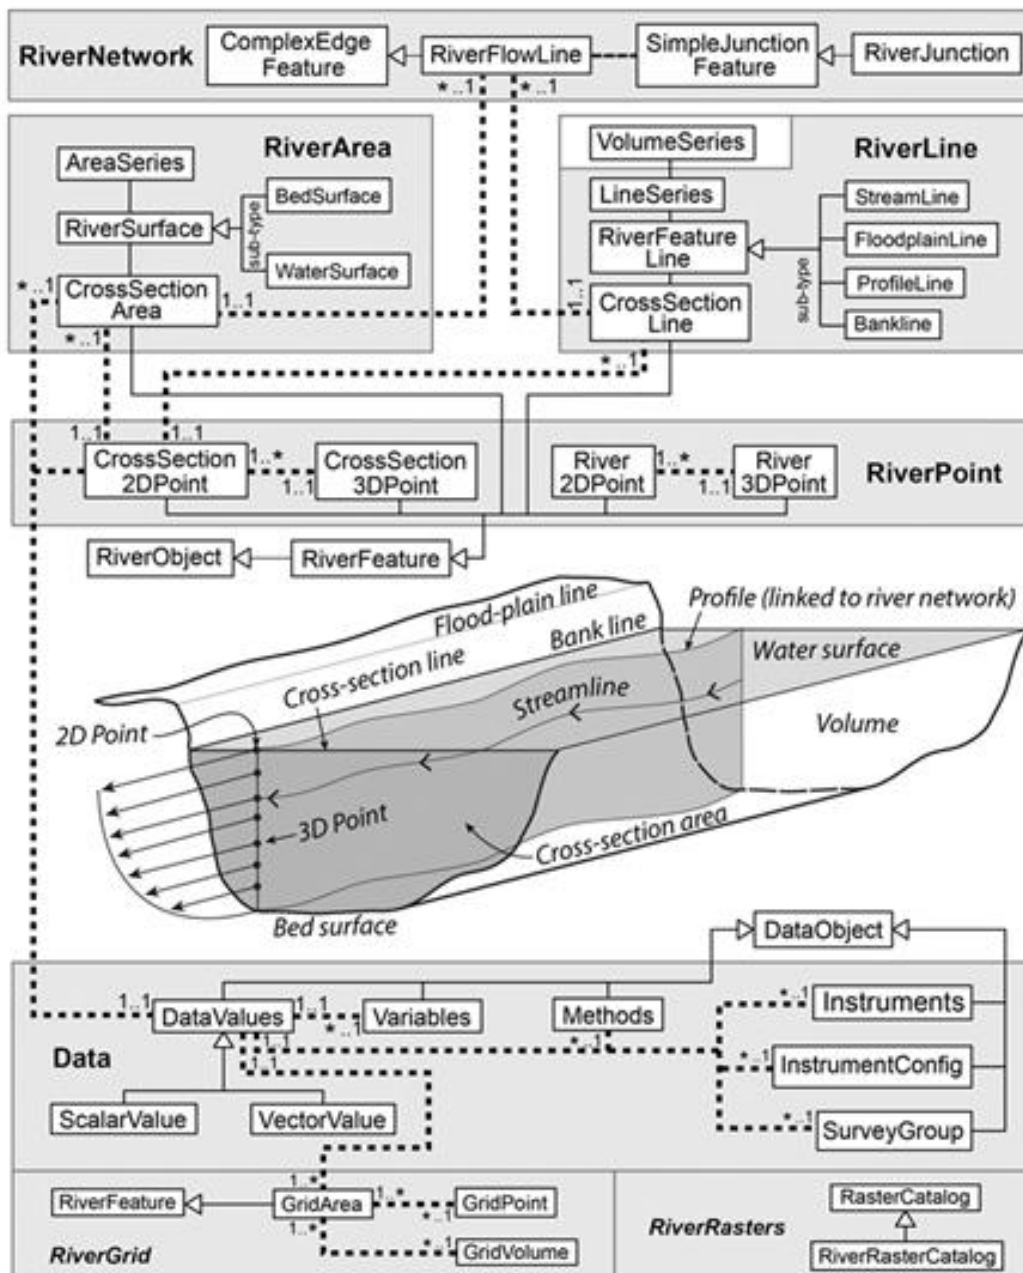 RiverNetwork
ComplexEdge
Feature
RiverFlowLine
SimpleJunction
Feature
RiverJunction
*..1
*..1
RiverArea
AreaSeries
BedSurface
RiverSurface
sub-type
WaterSurface
*..1
CrossSection
Area
1..1
*..1
VolumeSeries
RiverLine
LineSeries
StreamLine
RiverFeature
Line
FloodplainLine
sub-type
ProfileLine
1..1
CrossSection
Line
Bankline
*..1
1..1
1..1
CrossSection
2DPoint
1..*
1..1
CrossSection
3DPoint
River
2DPoint
1..*
1..1
River
3DPoint
RiverPoint
RiverObject
RiverFeature
Flood-plain line
Profile (linked to river network)
Bank line
Water surface
Cross-section line
Streamline
2D Point
Volume
3D Point
Cross-section area
Bed surface
DataObject
1..1
DataValues
1..1
*..1
Variables
Methods
*..1
Instruments
1..1
1..1
*..1
Data
*..1
InstrumentConfig
ScalarValue
VectorValue
*..1
SurveyGroup
1..*
RiverFeature
GridArea
1..*
*..1
GridPoint
1..*
*..1
GridVolume
RiverGrid
RiverRasters
RasterCatalog
RiverRasterCatalog